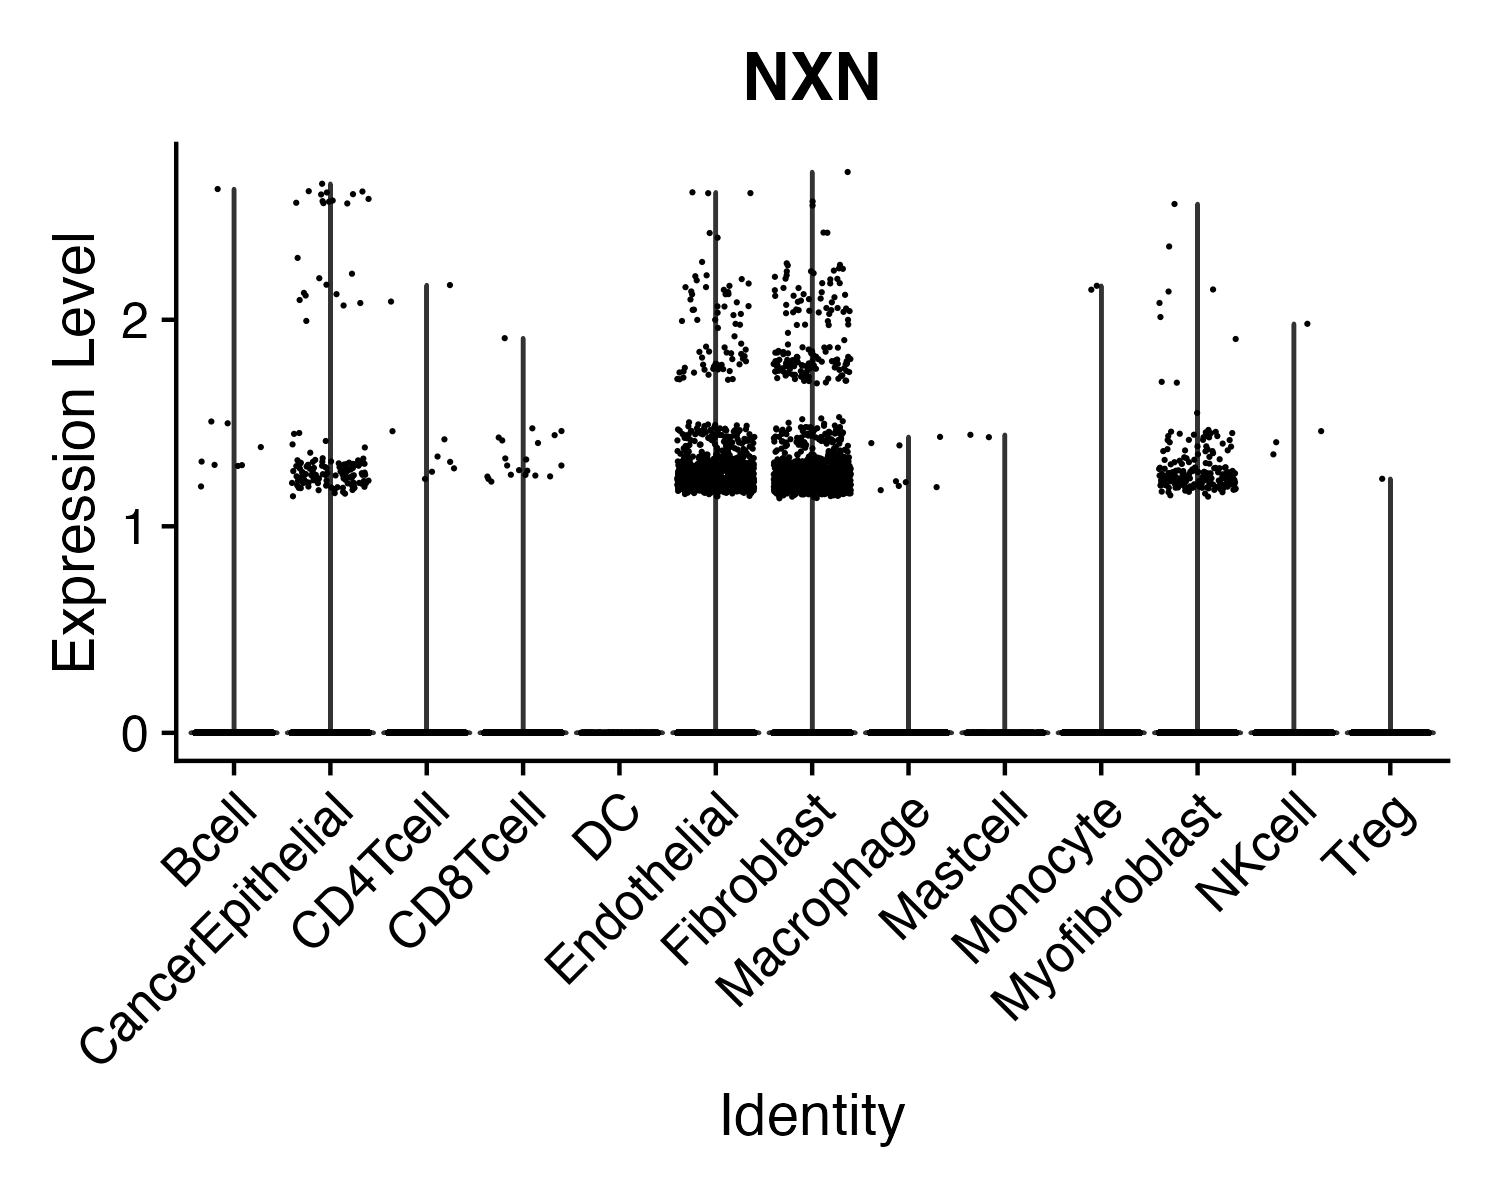 NXN
Expression Level
2
1
0
Bcell
CancerEpithelial
CD4Tcell
CD8Tcell
DC
Endothelial
Fibroblast
Macrophage
Mastcell
Monocyte
Myofibroblast
NKcell
Treg
Identity